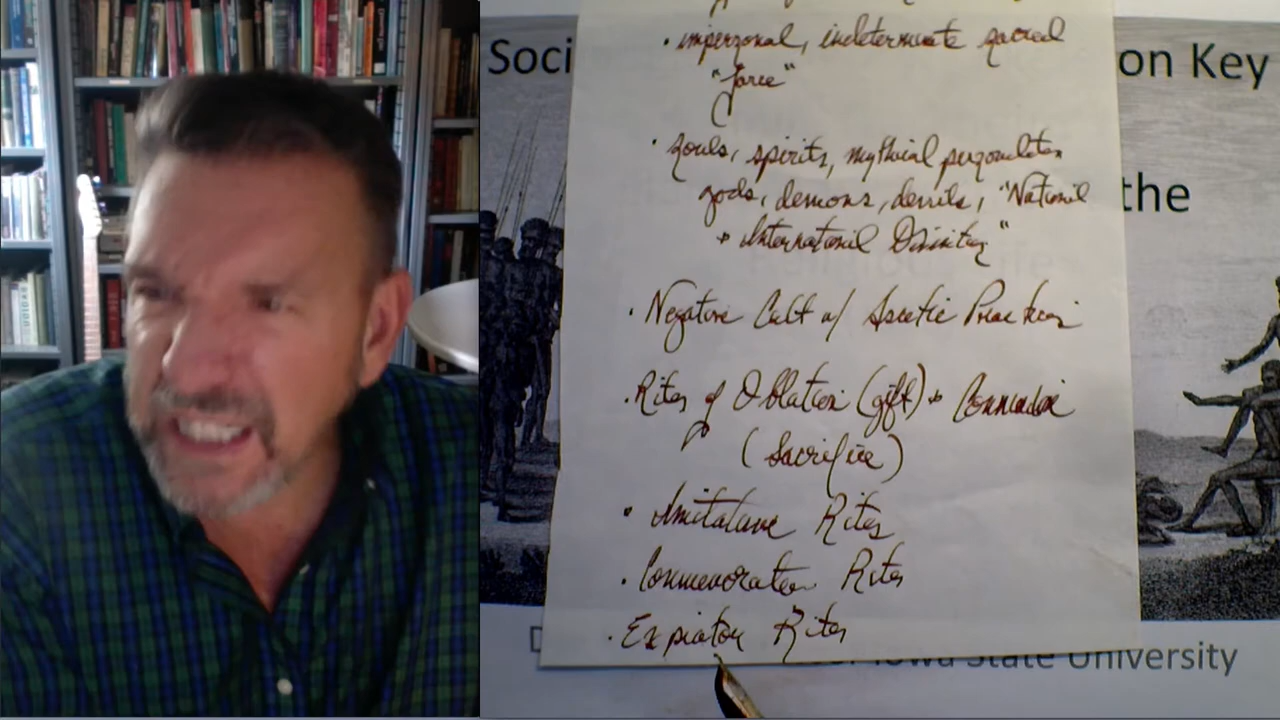 Soci
on Key
• impersonal, indeterminate sacred
"force"
• souls, spirits, mythical personalities
gods, demons, devils, "National
+ International Divinity"
the
• Negative Cult w/ Ascetic Practices
• Rites of Oblation (gift) + Communion
(Sacrifice)
• Imitative Rites
• Commemorative Rites
• Expiatory Rites
Iowa State University